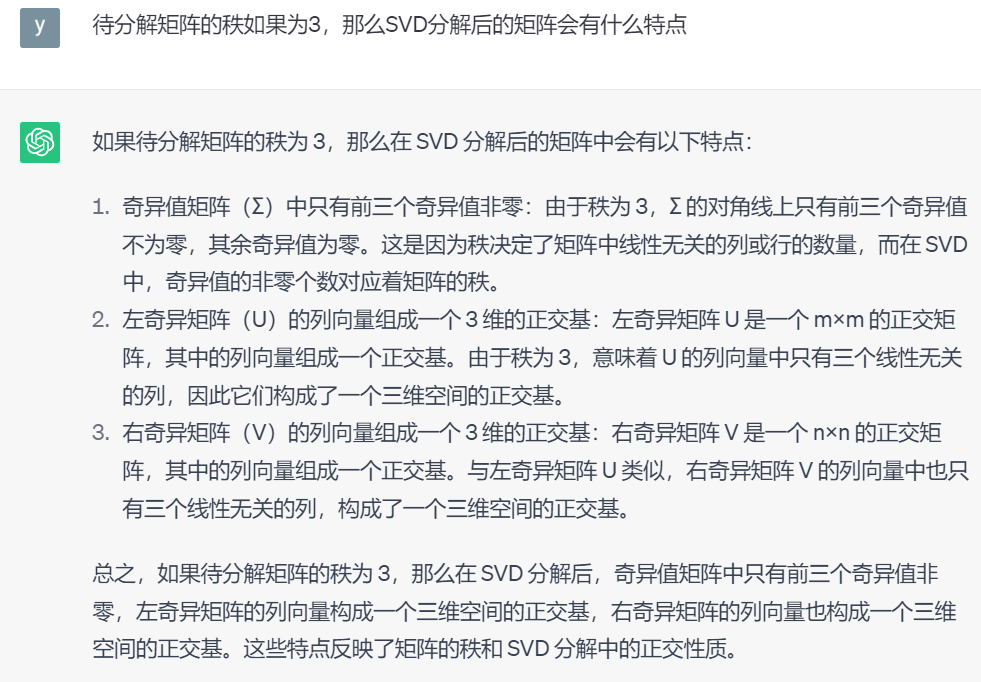 y
待分解矩阵的秩如果为3，那么SVD分解后的矩阵会有什么特点
如果待分解矩阵的秩为 3，那么在 SVD 分解后的矩阵中会有以下特点：
1. 奇异值矩阵（Σ）中只有前三个奇异值非零：由于秩为 3，Σ 的对角线上只有前三个奇异值
不为零，其余奇异值为零。这是因为秩决定了矩阵中线性无关的列或行的数量，而在 SVD
中，奇异值的非零个数对应着矩阵的秩。
2. 左奇异矩阵（U）的列向量组成一个 3 维的正交基：左奇异矩阵 U 是一个 m×m 的正交矩
阵，其中的列向量组成一个正交基。由于秩为 3，意味着 U 的列向量中只有三个线性无关
的列，因此它们构成了一个三维空间的正交基。
3. 右奇异矩阵（V）的列向量组成一个 3 维的正交基：右奇异矩阵 V 是一个 n×n 的正交矩
阵，其中的列向量组成一个正交基。与左奇异矩阵 U 类似，右奇异矩阵 V 的列向量中也只
有三个线性无关的列，构成了一个三维空间的正交基。
总之，如果待分解矩阵的秩为 3，那么在 SVD 分解后，奇异值矩阵中只有前三个奇异值非
零，左奇异矩阵的列向量构成一个三维空间的正交基，右奇异矩阵的列向量也构成一个三维
空间的正交基。这些特点反映了矩阵的秩和 SVD 分解中的正交性质。